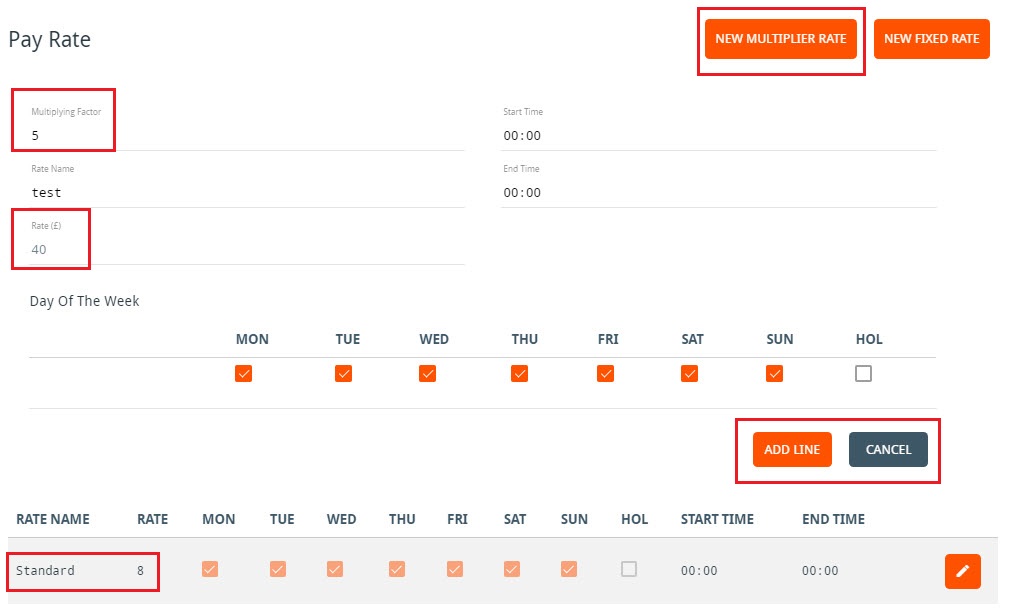 Pay Rate
NEW MULTIPLIER RATE
NEW FIXED RATE
Multiplying Factor
5
Start Time
00:00
Rate Name
test
End Time
00:00
Rate (£)
40
Day Of The Week
MON TUE WED THU FRI SAT SUN HOL
ADD LINE
CANCEL
RATE NAME RATE MON TUE WED THU FRI SAT SUN HOL START TIME END TIME
Standard 8 00:00 00:00